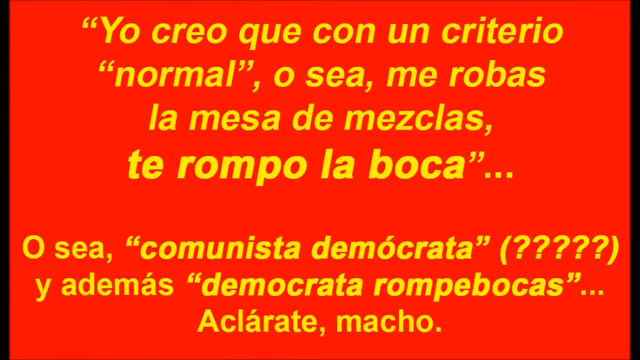 “Yo creo que con un criterio
“normal”, o sea, me robas
la mesa de mezclas,
te rompo la boca”...
O sea, “comunista demócrata” (?????)
y además “democrata rompebocas”...
Aclárate, macho.